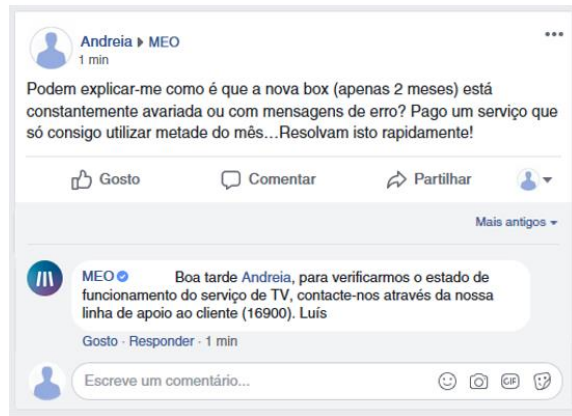 Andreia ▸ MEO
1 min
Podem explicar-me como é que a nova box (apenas 2 meses) está
constantemente avariada ou com mensagens de erro? Pago um serviço que
só consigo utilizar metade do mês…Resolvam isto rapidamente!
Gosto Comentar Partilhar
Mais antigos
MEO Boa tarde Andreia, para verificarmos o estado de
funcionamento do serviço de TV, contacte-nos através da nossa
linha de apoio ao cliente (16900). Luís
Gosto · Responder · 1 min
Escreve um comentário... GIF